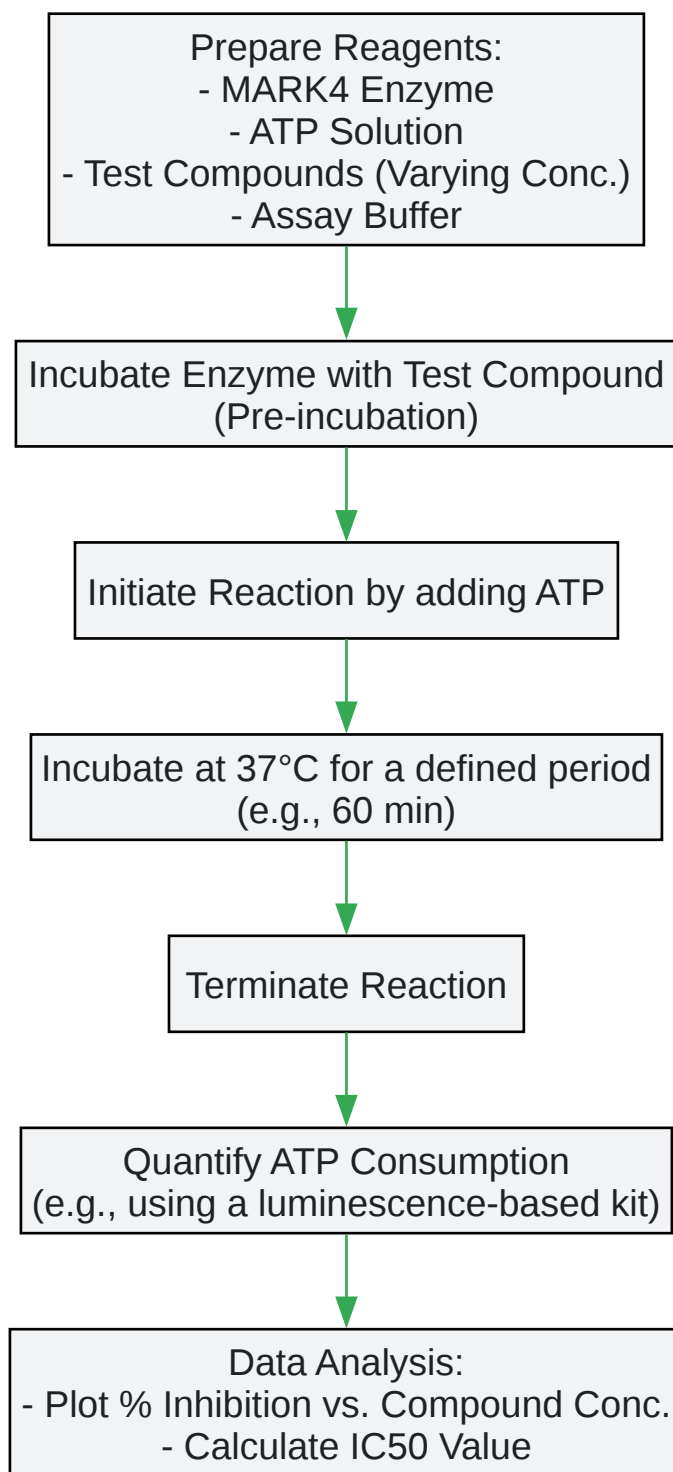 Prepare Reagents:
- MARK4 Enzyme
- ATP Solution
- Test Compounds (Varying Conc.)
- Assay Buffer
Incubate Enzyme with Test Compound
(Pre-incubation)
Initiate Reaction by adding ATP
Incubate at 37°C for a defined period
(e.g., 60 min)
Terminate Reaction
Quantify ATP Consumption
(e.g., using a luminescence-based kit)
Data Analysis:
- Plot % Inhibition vs. Compound Conc.
- Calculate IC50 Value